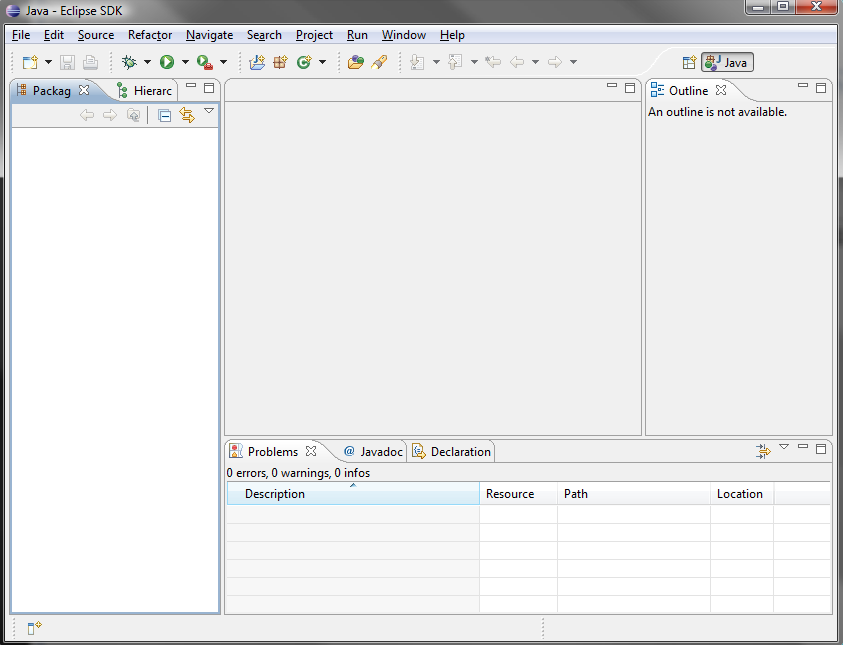 Java - Eclipse SDK
File Edit Source Refactor Navigate Search Project Run Window Help
Java
Packag Hierarc
Outline
An outline is not available.
Problems @ Javadoc Declaration
0 errors, 0 warnings, 0 infos
Description Resource Path Location